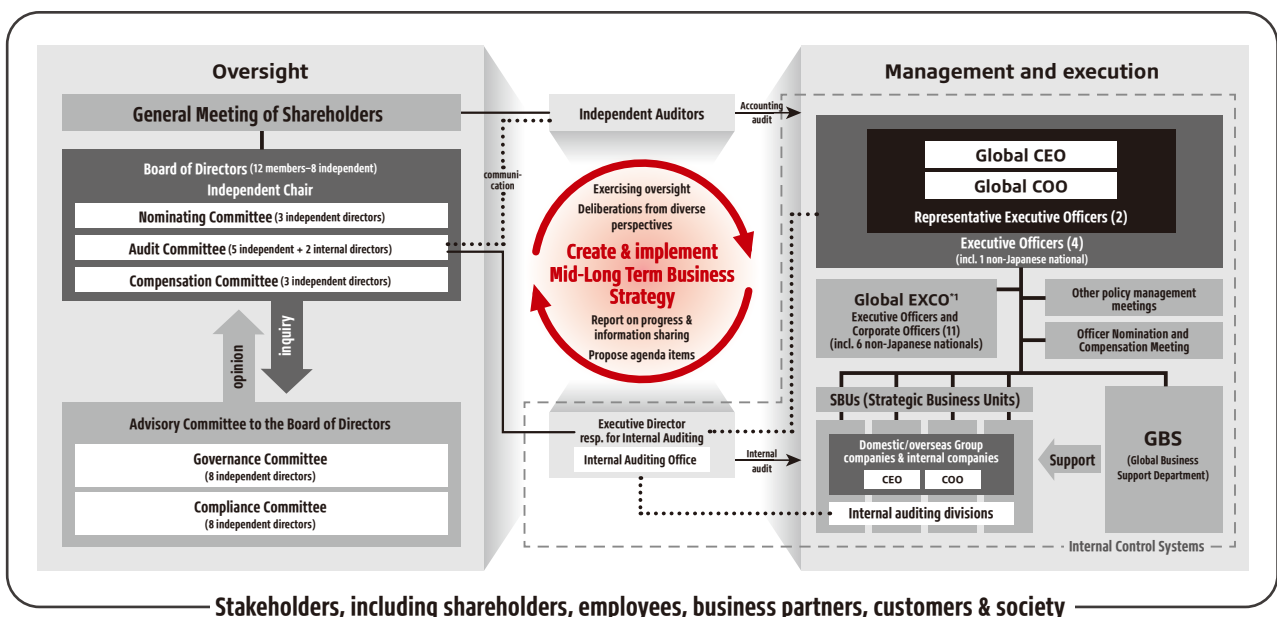 Oversight
General Meeting of Shareholders
Board of Directors (12 members–8 independent)
Independent Chair
Nominating Committee (3 independent directors)
Audit Committee (5 independent + 2 internal directors)
Compensation Committee (3 independent directors)
opinion
inquiry
Advisory Committee to the Board of Directors
Governance Committee
(8 independent directors)
Compliance Committee
(8 independent directors)
communi-
cation
Independent Auditors
Accounting
audit
Exercising oversight
Deliberations from diverse
perspectives
Create & implement
Mid-Long Term Business
Strategy
Report on progress &
information sharing
Propose agenda items
Executive Director
resp. for Internal Auditing
Internal Auditing Office
Internal
audit
Management and execution
Global CEO
Global COO
Representative Executive Officers (2)
Executive Officers (4)
(incl. 1 non-Japanese national)
Global EXCO*1
Executive Officers and
Corporate Officers (11)
(incl. 6 non-Japanese nationals)
Other policy management
meetings
Officer Nomination and
Compensation Meeting
SBUs (Strategic Business Units)
Domestic/overseas Group
companies & internal companies
CEO
COO
Internal auditing divisions
Support
GBS
(Global Business
Support Department)
Internal Control Systems
Stakeholders, including shareholders, employees, business partners, customers & society